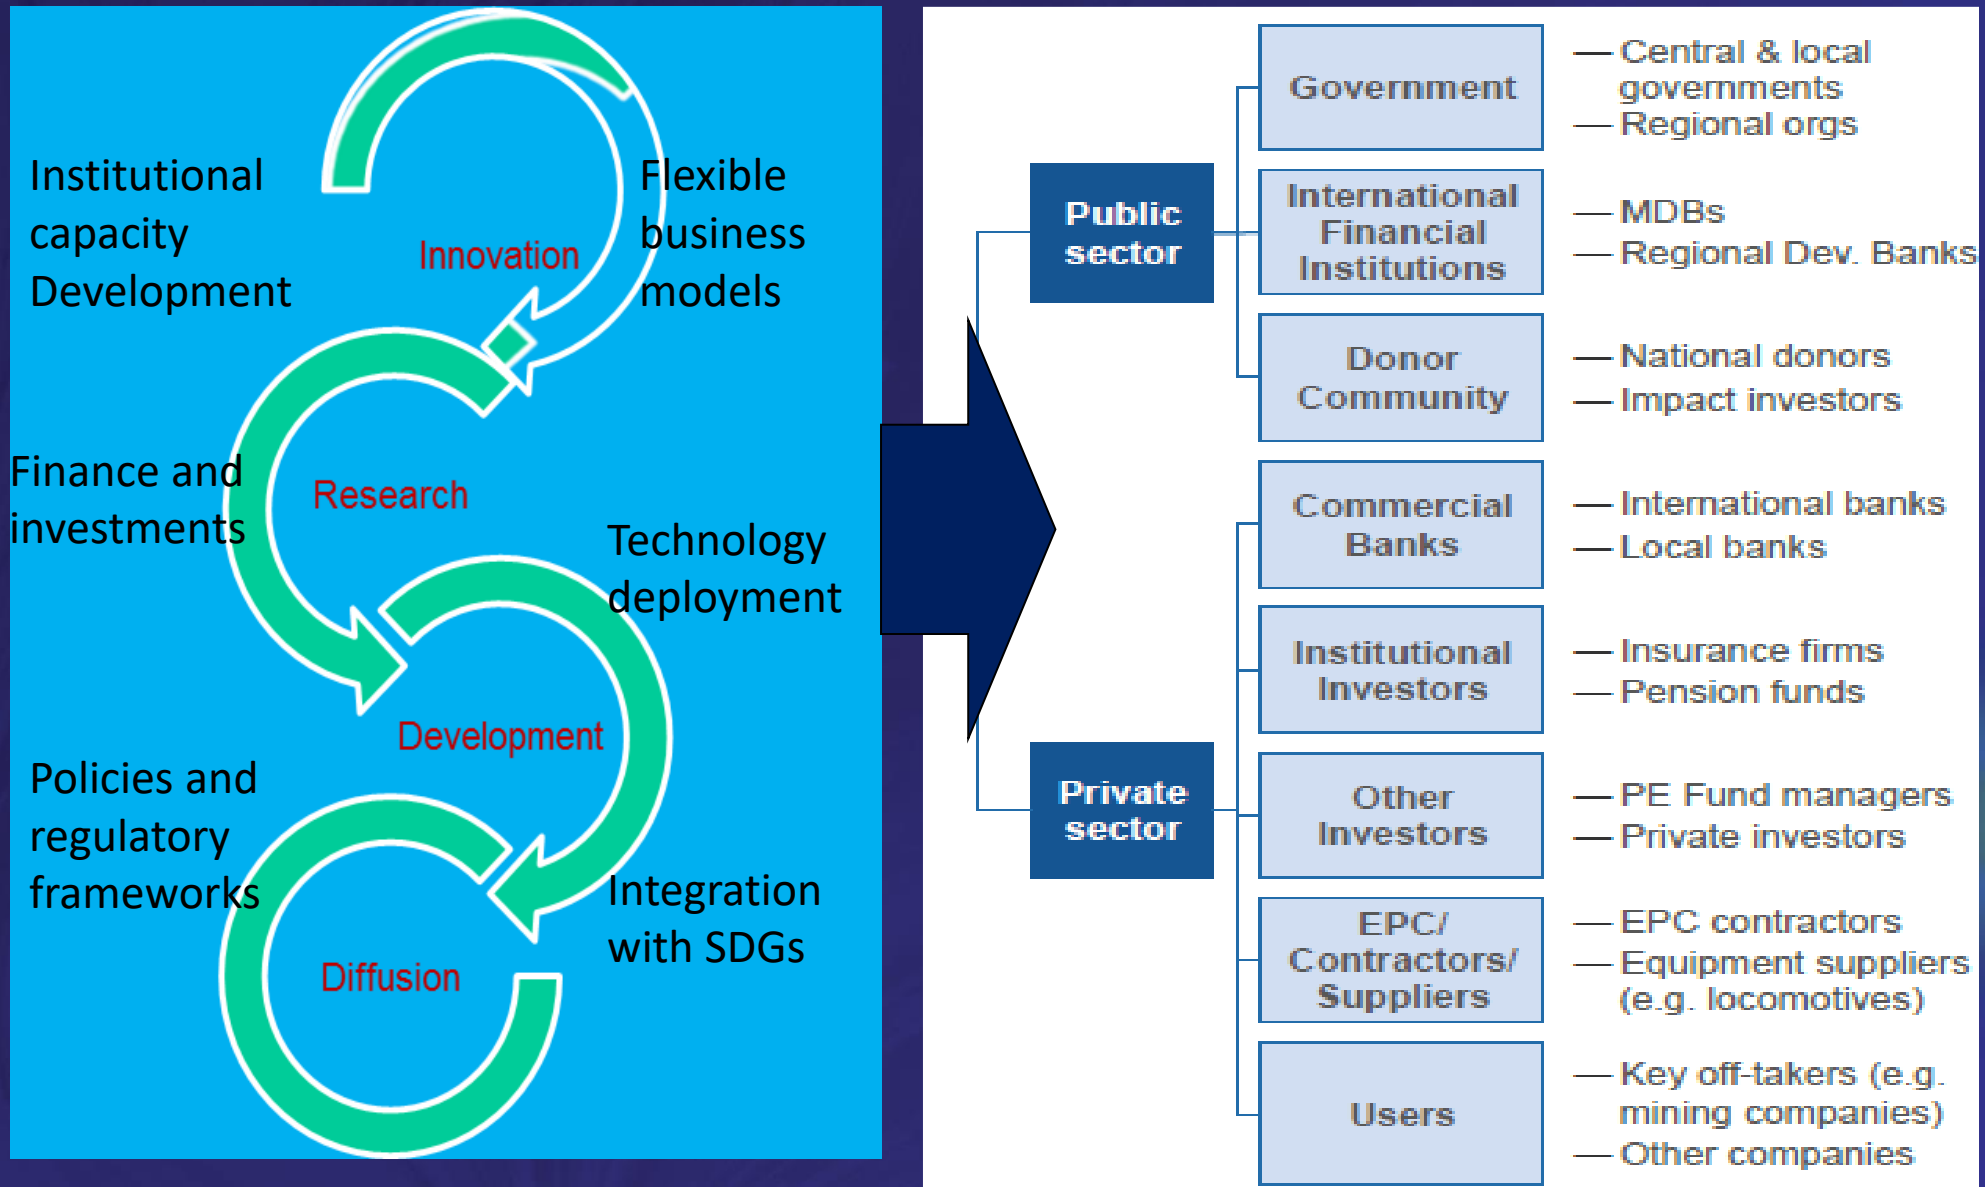 Institutional
capacity
Development
Flexible
business
models
Innovation
Finance and
investments
Research
Technology
deployment
Development
Policies and
regulatory
frameworks
Integration
with SDGs
Diffusion
Public
sector
Government
— Central & local
governments
— Regional orgs
International
Financial
Institutions
— MDBs
— Regional Dev. Banks
Donor
Community
— National donors
— Impact investors
Private
sector
Commercial
Banks
— International banks
— Local banks
Institutional
Investors
— Insurance firms
— Pension funds
Other
Investors
— PE Fund managers
— Private investors
EPC/
Contractors/
Suppliers
— EPC contractors
— Equipment suppliers
(e.g. locomotives)
Users
— Key off-takers (e.g.
mining companies)
— Other companies